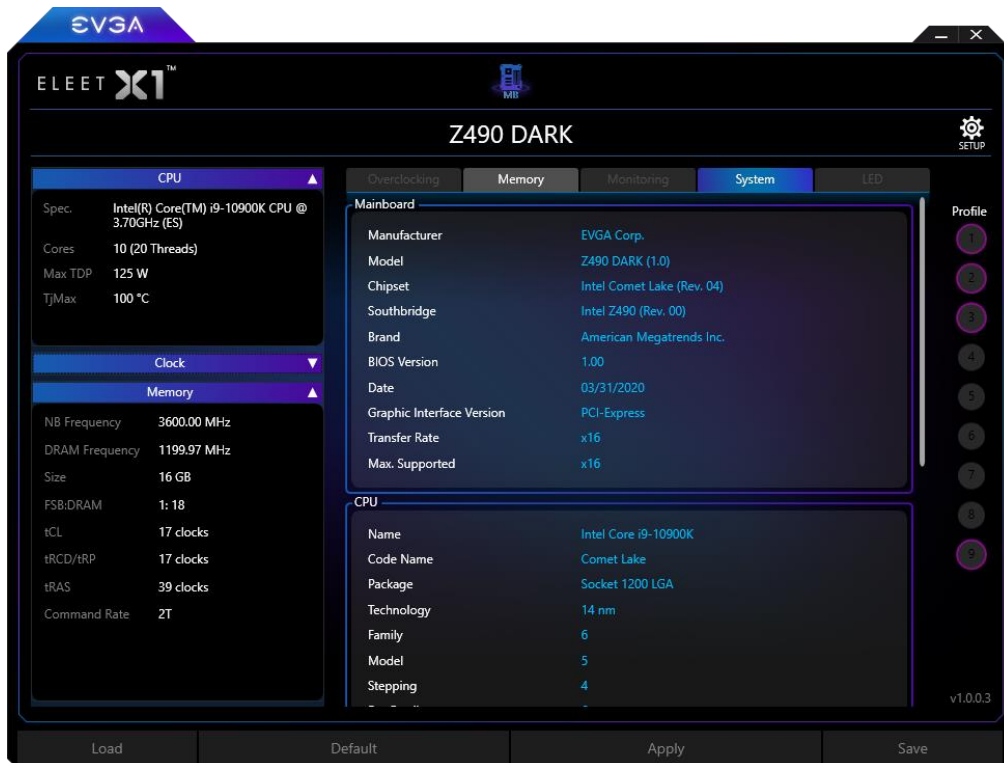 EVGA
ELEET X1™
MB
Z490 DARK
SETUP
CPU
Spec. Intel(R) Core(TM) i9-10900K CPU @
3.70GHz (ES)
Cores 10 (20 Threads)
Max TDP 125 W
TjMax 100 °C
Clock
Memory
NB Frequency 3600.00 MHz
DRAM Frequency 1199.97 MHz
Size 16 GB
FSB:DRAM 1: 18
tCL 17 clocks
tRCD/tRP 17 clocks
tRAS 39 clocks
Command Rate 2T
Overclocking Memory Monitoring System LED
Mainboard
Manufacturer EVGA Corp.
Model Z490 DARK (1.0)
Chipset Intel Comet Lake (Rev. 04)
Southbridge Intel Z490 (Rev. 00)
Brand American Megatrends Inc.
BIOS Version 1.00
Date 03/31/2020
Graphic Interface Version PCI-Express
Transfer Rate x16
Max. Supported x16
CPU
Name Intel Core i9-10900K
Code Name Comet Lake
Package Socket 1200 LGA
Technology 14 nm
Family 6
Model 5
Stepping 4
Profile
1
2
3
4
5
6
7
8
9
v1.0.0.3
Load Default Apply Save